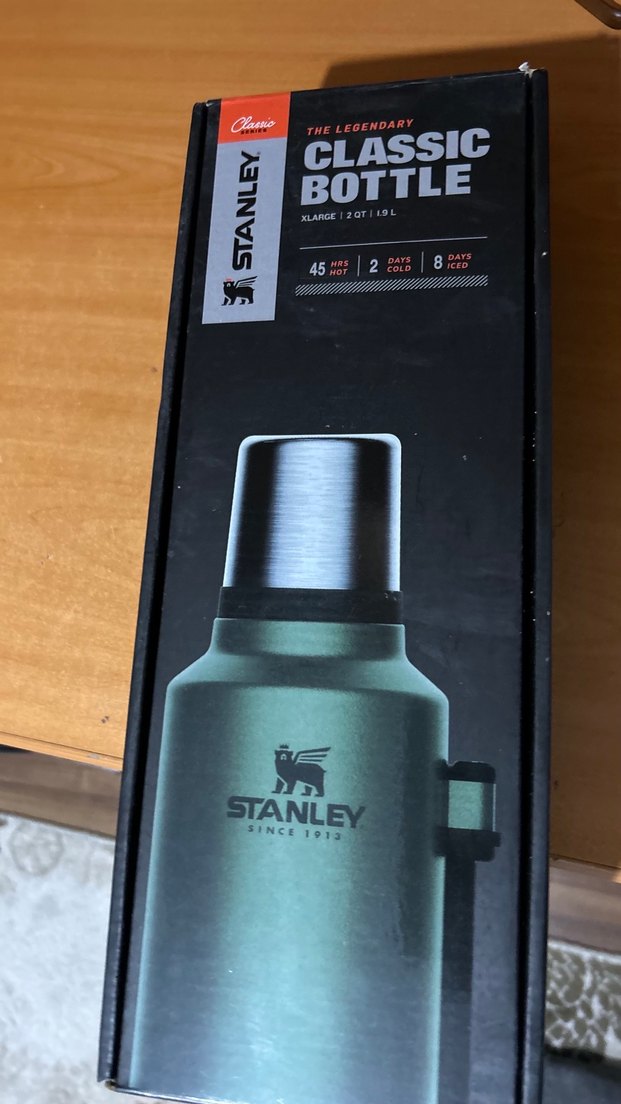 Classic
SERIES
STANLEY
THE LEGENDARY
CLASSIC
BOTTLE
XLARGE | 2 QT | 1.9 L
45 HRS HOT | 2 DAYS COLD | 8 DAYS ICED
STANLEY
SINCE 1913